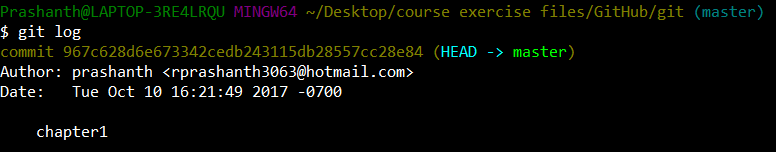 Prashanth@LAPTOP-3RE4LRQU MINGW64 ~/Desktop/course exercise files/GitHub/git (master)
$ git log
commit 967c628d6e673342cedb243115db28557cc28e84 (HEAD -> master)
Author: prashanth <rprashanth3063@hotmail.com>
Date:   Tue Oct 10 16:21:49 2017 -0700
    chapter1